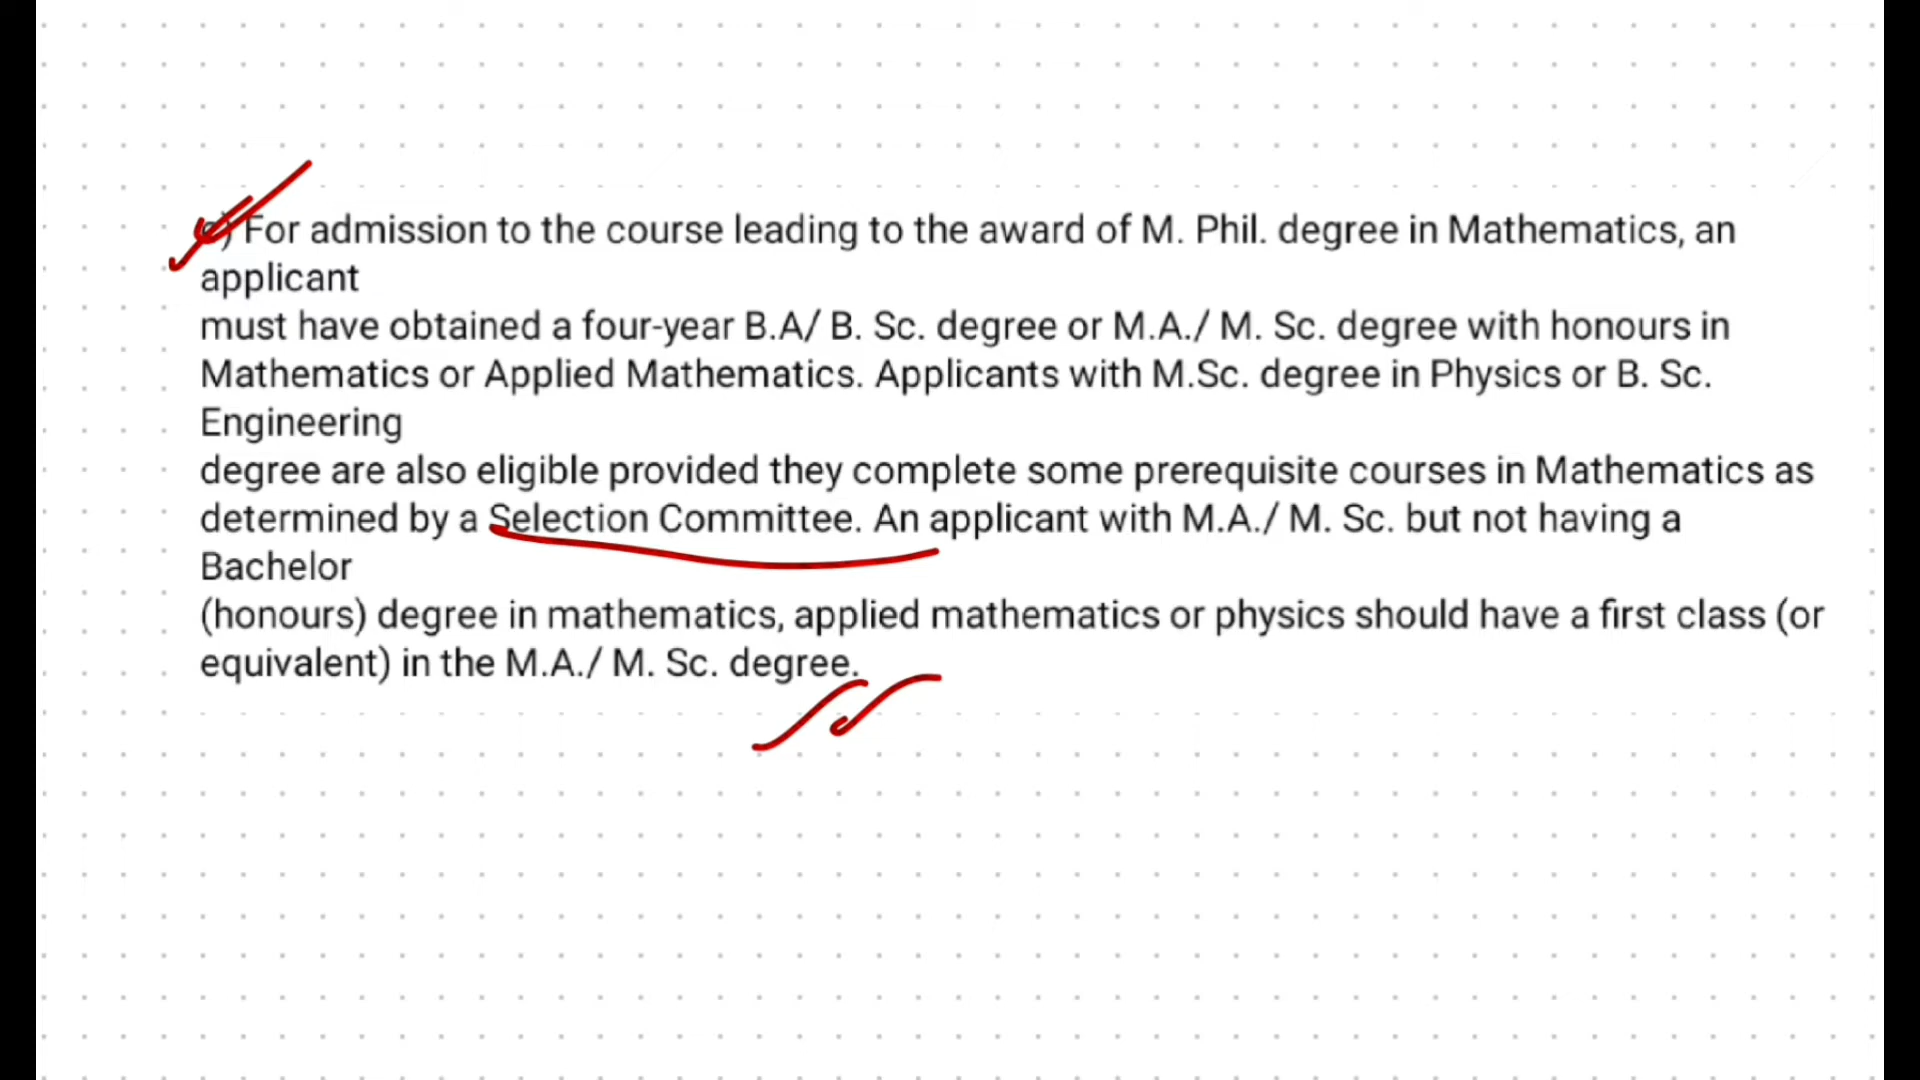 c) For admission to the course leading to the award of M. Phil. degree in Mathematics, an
applicant
must have obtained a four-year B.A/ B. Sc. degree or M.A./ M. Sc. degree with honours in
Mathematics or Applied Mathematics. Applicants with M.Sc. degree in Physics or B. Sc.
Engineering
degree are also eligible provided they complete some prerequisite courses in Mathematics as
determined by a Selection Committee. An applicant with M.A./ M. Sc. but not having a
Bachelor
(honours) degree in mathematics, applied mathematics or physics should have a first class (or
equivalent) in the M.A./ M. Sc. degree.